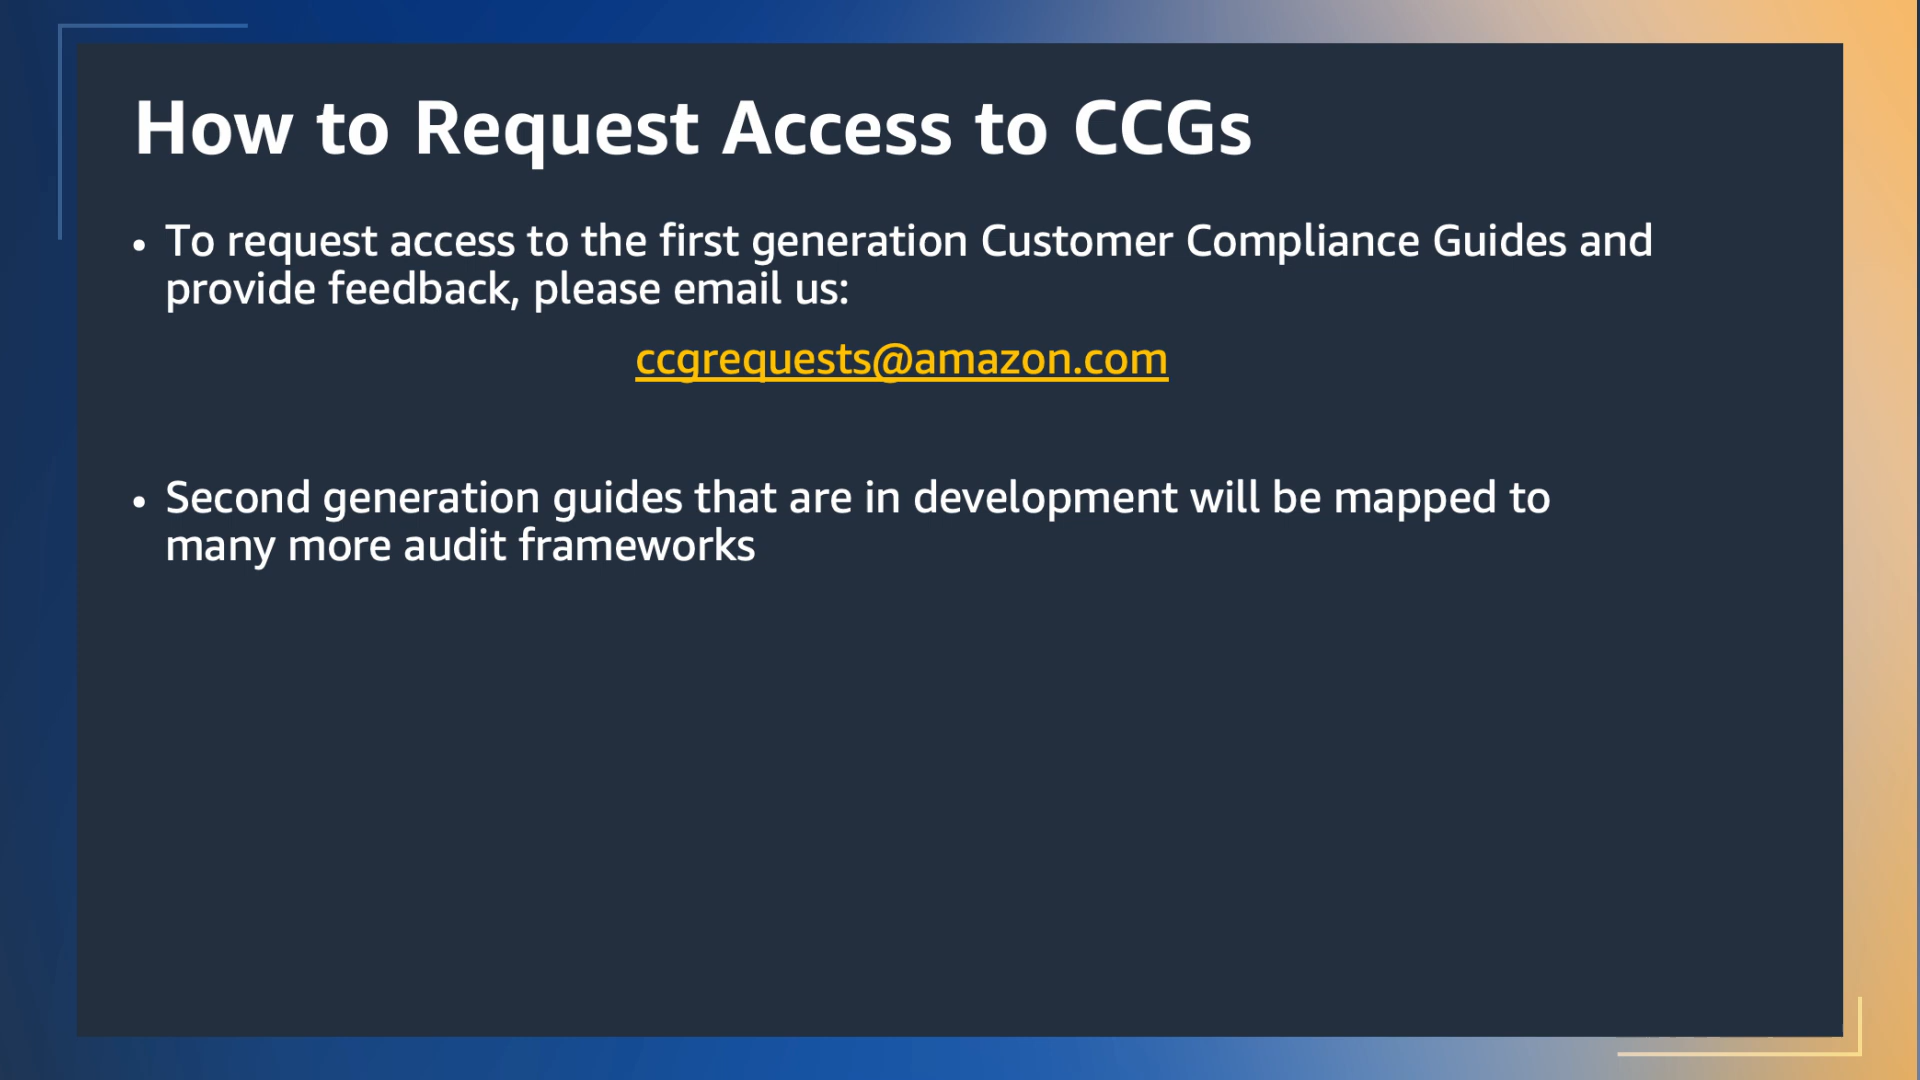 How to Request Access to CCGs
• To request access to the first generation Customer Compliance Guides and
provide feedback, please email us:
ccgrequests@amazon.com
• Second generation guides that are in development will be mapped to
many more audit frameworks